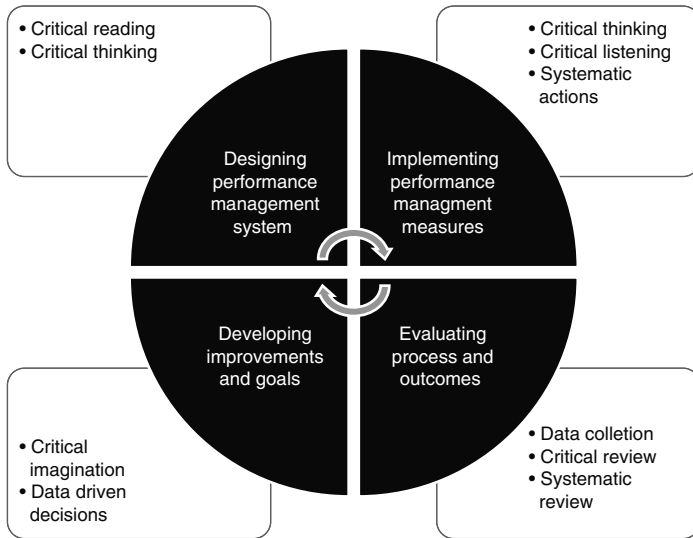 • Critical reading
• Critical thinking
• Critical thinking
• Critical listening
• Systematic
actions
Designing
performance
management
system
Implementing
performance
managment
measures
Developing
improvements
and goals
Evaluating
process and
outcomes
• Critical
imagination
• Data driven
decisions
• Data colletion
• Critical review
• Systematic
review